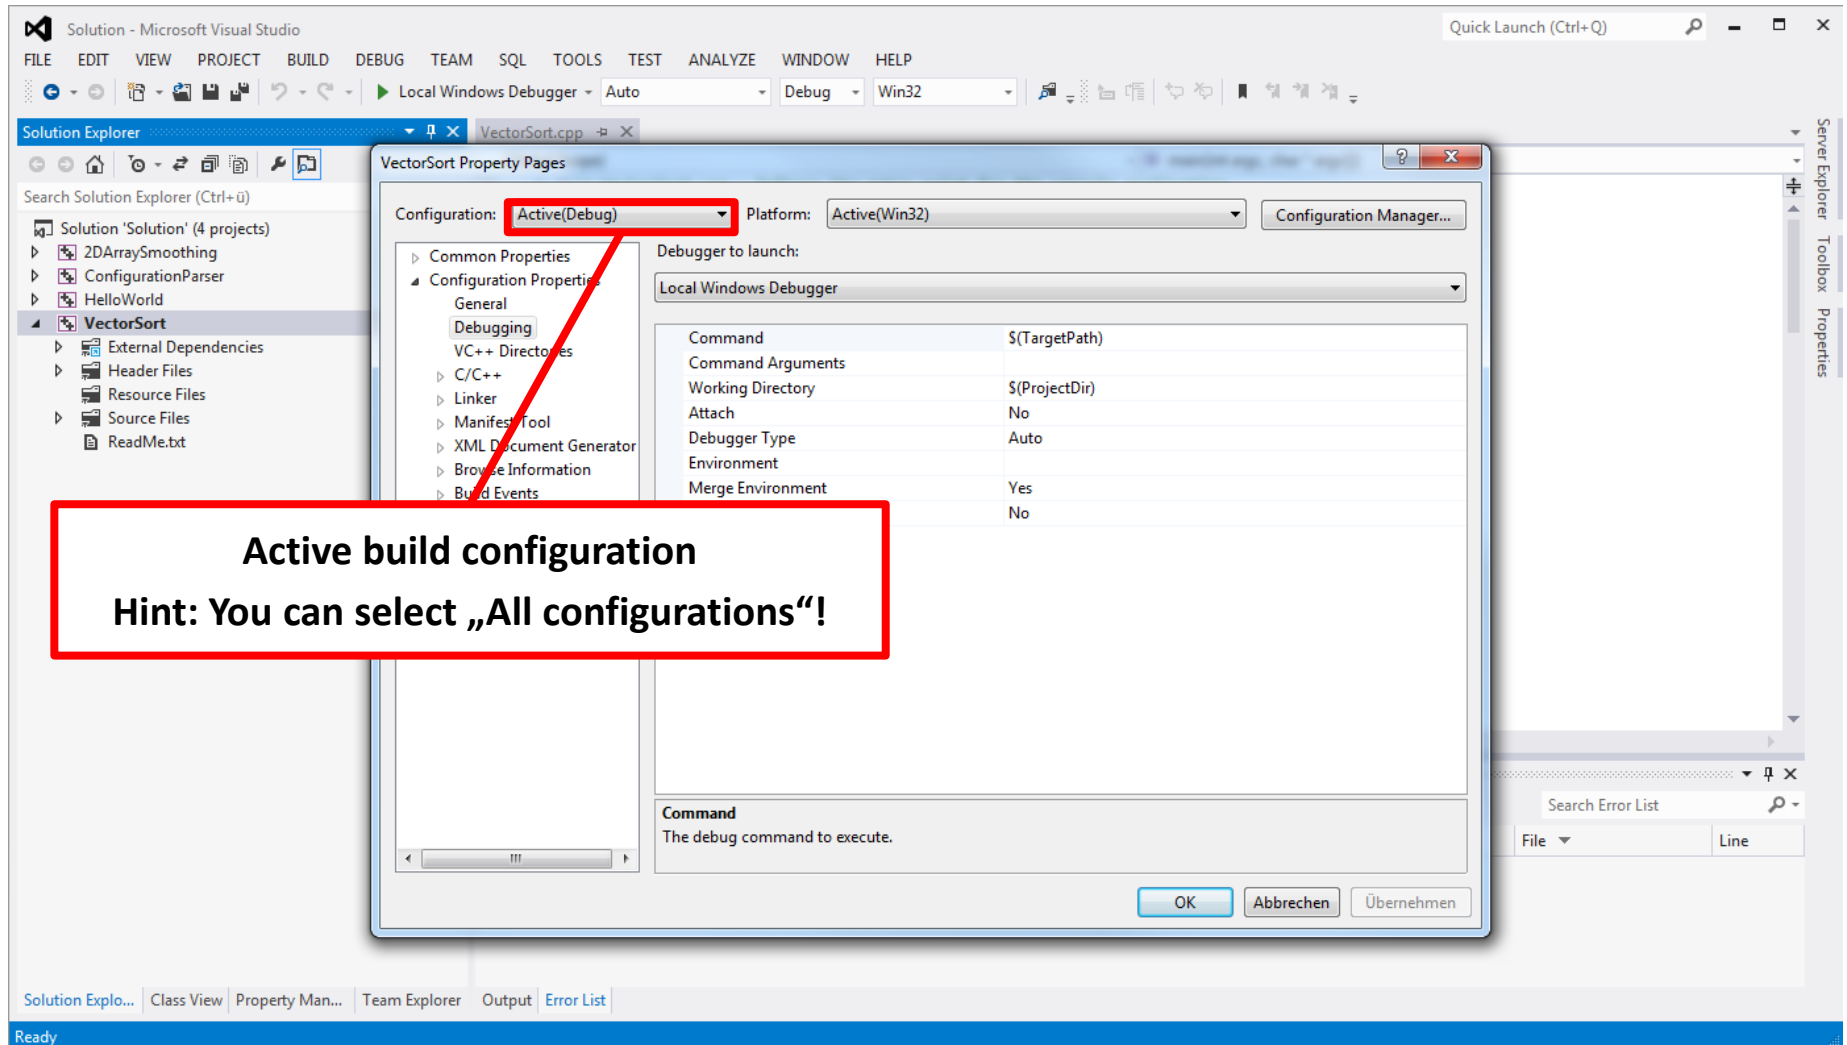 Solution - Microsoft Visual Studio
Quick Launch (Ctrl+Q)
FILE EDIT VIEW PROJECT BUILD DEBUG TEAM SQL TOOLS TEST ANALYZE WINDOW HELP
Local Windows Debugger Auto Debug Win32
Solution Explorer
VectorSort.cpp
Search Solution Explorer (Ctrl+ü)
Solution 'Solution' (4 projects)
2DArraySmoothing
ConfigurationParser
HelloWorld
VectorSort
External Dependencies
Header Files
Resource Files
Source Files
ReadMe.txt
VectorSort Property Pages
Configuration: Active(Debug) Platform: Active(Win32) Configuration Manager...
Common Properties
Configuration Properties
General
Debugging
VC++ Directories
C/C++
Linker
Manifest Tool
XML Document Generator
Browse Information
Build Events
Debugger to launch:
Local Windows Debugger
Command $(TargetPath)
Command Arguments
Working Directory $(ProjectDir)
Attach No
Debugger Type Auto
Environment
Merge Environment Yes
No
Active build configuration
Hint: You can select „All configurations“!
Command
The debug command to execute.
OK Abbrechen Übernehmen
Server Explorer
Toolbox
Properties
Search Error List
File Line
Solution Explo... Class View Property Man... Team Explorer Output Error List
Ready